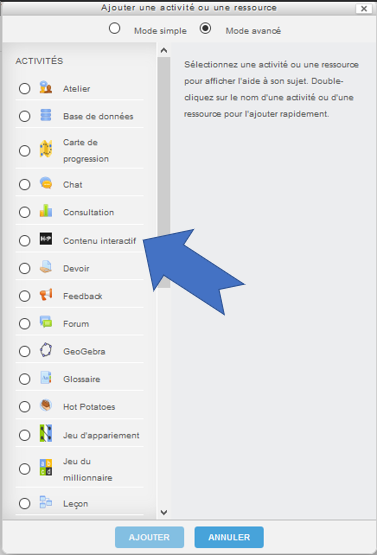 Ajouter une activité ou une ressource
Mode simple
Mode avancé
ACTIVITÉS
Atelier
Base de données
Carte de
progression
Chat
Consultation
H-P
Contenu interactif
Devoir
Feedback
Forum
GeoGebra
Glossaire
Hot Potatoes
Jeu d'appariement
Jeu du
millionnaire
Leçon
Sélectionnez une activité ou une ressource
pour afficher l'aide à son sujet. Double-
cliquez sur le nom d'une activité ou d'une
ressource pour l'ajouter rapidement.
AJOUTER
ANNULER